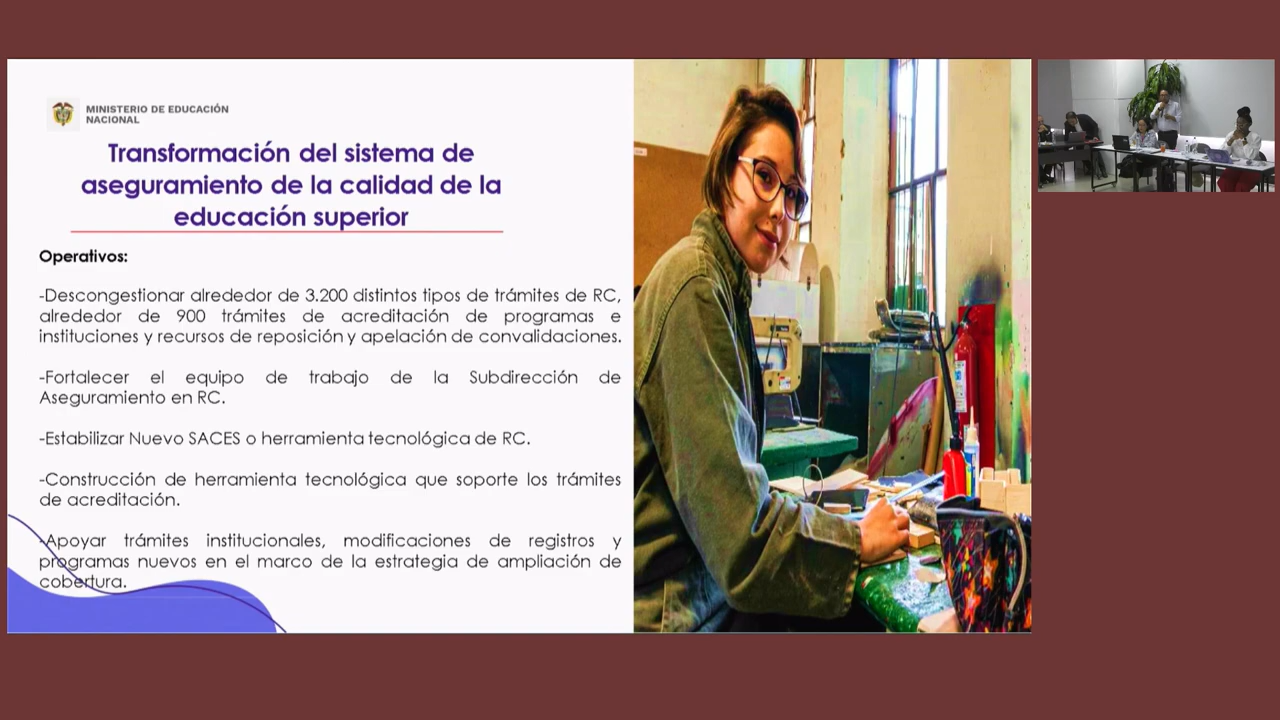 MINISTERIO DE EDUCACIÓN
NACIONAL
Transformación del sistema de
aseguramiento de la calidad de la
educación superior
Operativos:
-Descongestionar alrededor de 3.200 distintos tipos de trámites de RC,
alrededor de 900 trámites de acreditación de programas e
instituciones y recursos de reposición y apelación de convalidaciones.
-Fortalecer el equipo de trabajo de la Subdirección de
Aseguramiento en RC.
-Estabilizar Nuevo SACES o herramienta tecnológica de RC.
-Construcción de herramienta tecnológica que soporte los trámites
de acreditación.
-Apoyar trámites institucionales, modificaciones de registros y
programas nuevos en el marco de la estrategia de ampliación de
cobertura.